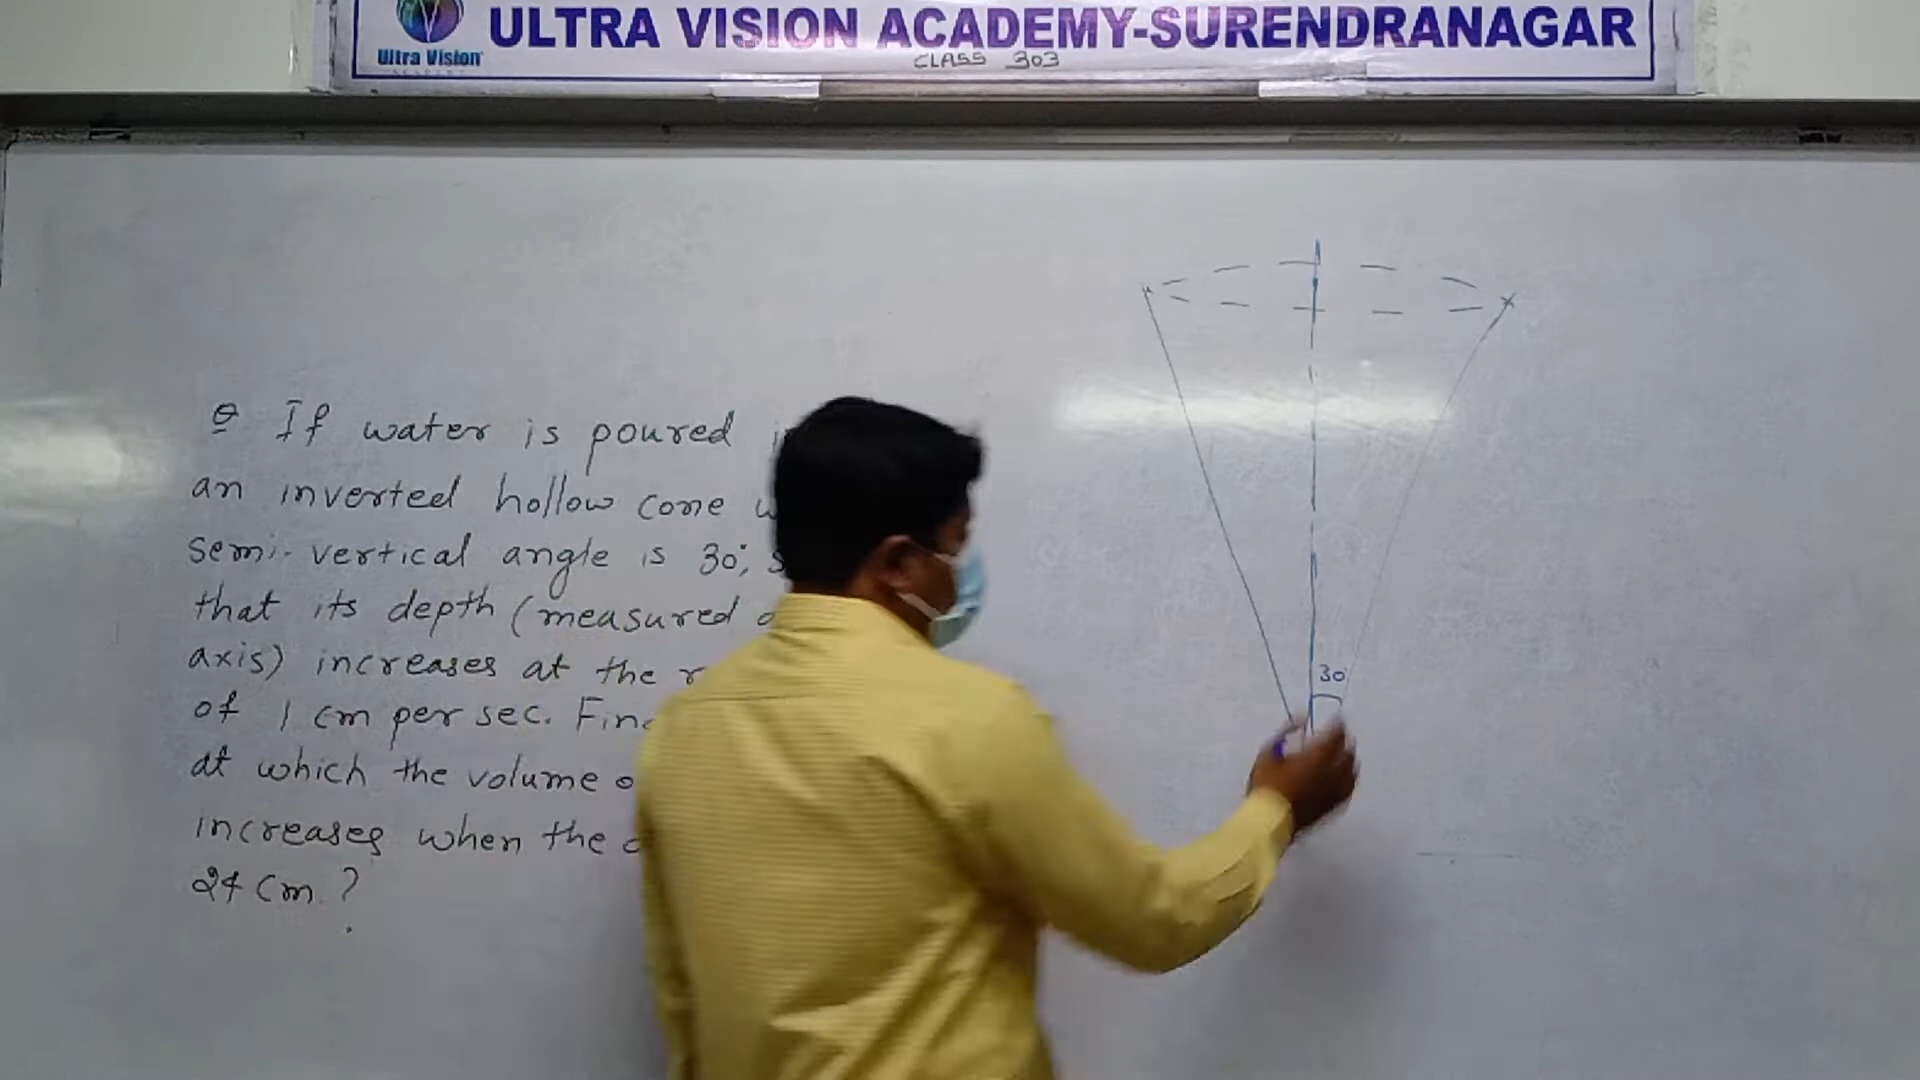 ULTRA VISION ACADEMY-SURENDRANAGAR
Ultra Vision
ACADEMY
CLASS 303
Q If water is poured
an inverted hollow cone
semi-vertical angle is 30°,
that its depth (measured
axis) increases at the
of 1 cm per sec.
at which the volume
increases when the
24 cm ?
30